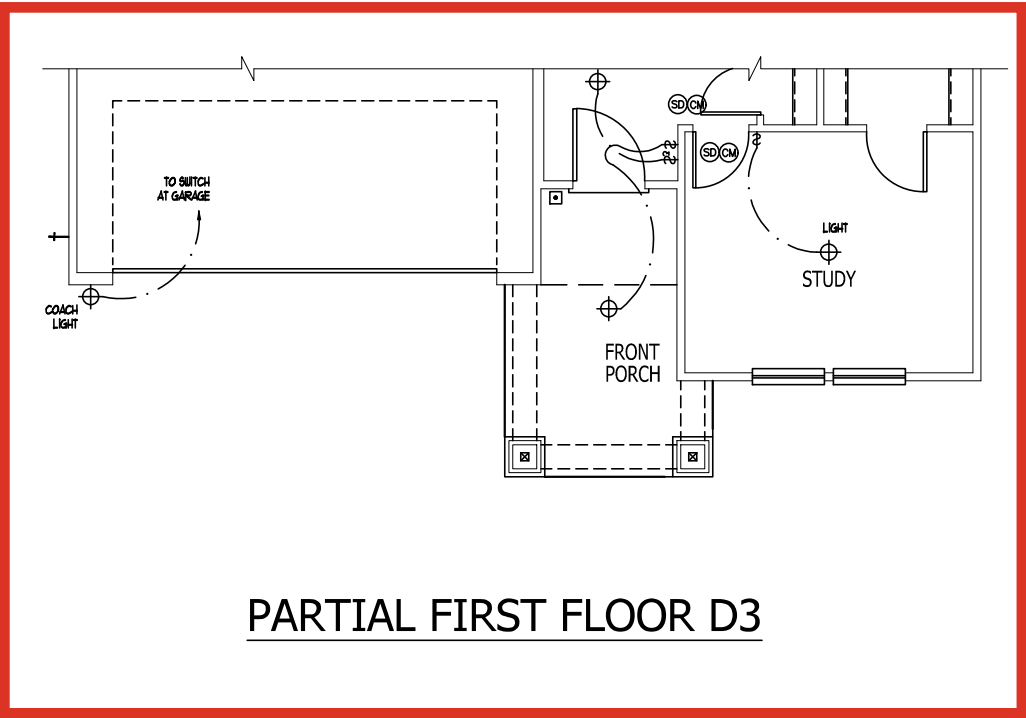 SD CM
SD CM
TO SWITCH
AT GARAGE
LIGHT
STUDY
COACH
LIGHT
FRONT
PORCH
PARTIAL FIRST FLOOR D3